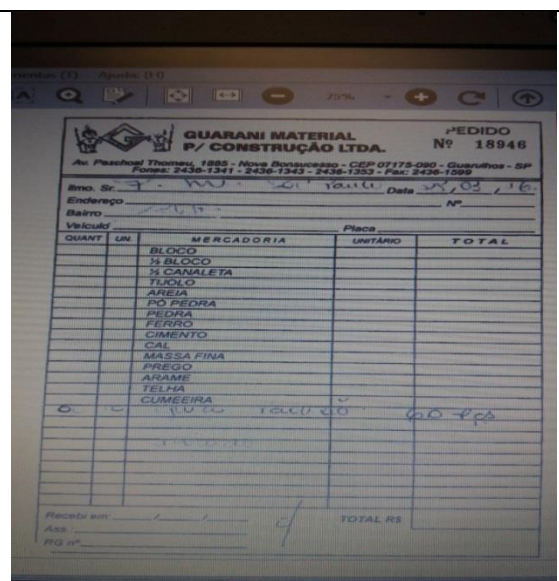 Ajuda (H)
75%
GUARANI MATERIAL
P/ CONSTRUÇÃO LTDA.
PEDIDO
Nº 18946
Av. Paschoal Thomeu, 1885 - Nova Bonsucesso - CEP 07175-090 - Guarulhos - SP
Fones: 2436-1341 - 2436-1343 - 2436-1353 - Fax: 2436-1599
Ilmo. Sr. Data
Endereço Nº
Bairro
Veículo Placa
QUANT UN. MERCADORIA UNITÁRIO TOTAL
BLOCO
½ BLOCO
½ CANALETA
TIJOLO
AREIA
PÓ PEDRA
PEDRA
FERRO
CIMENTO
CAL
MASSA FINA
PREGO
ARAME
TELHA
CUMEEIRA
Recebi em: / /
Ass.:
RG nº
TOTAL R$